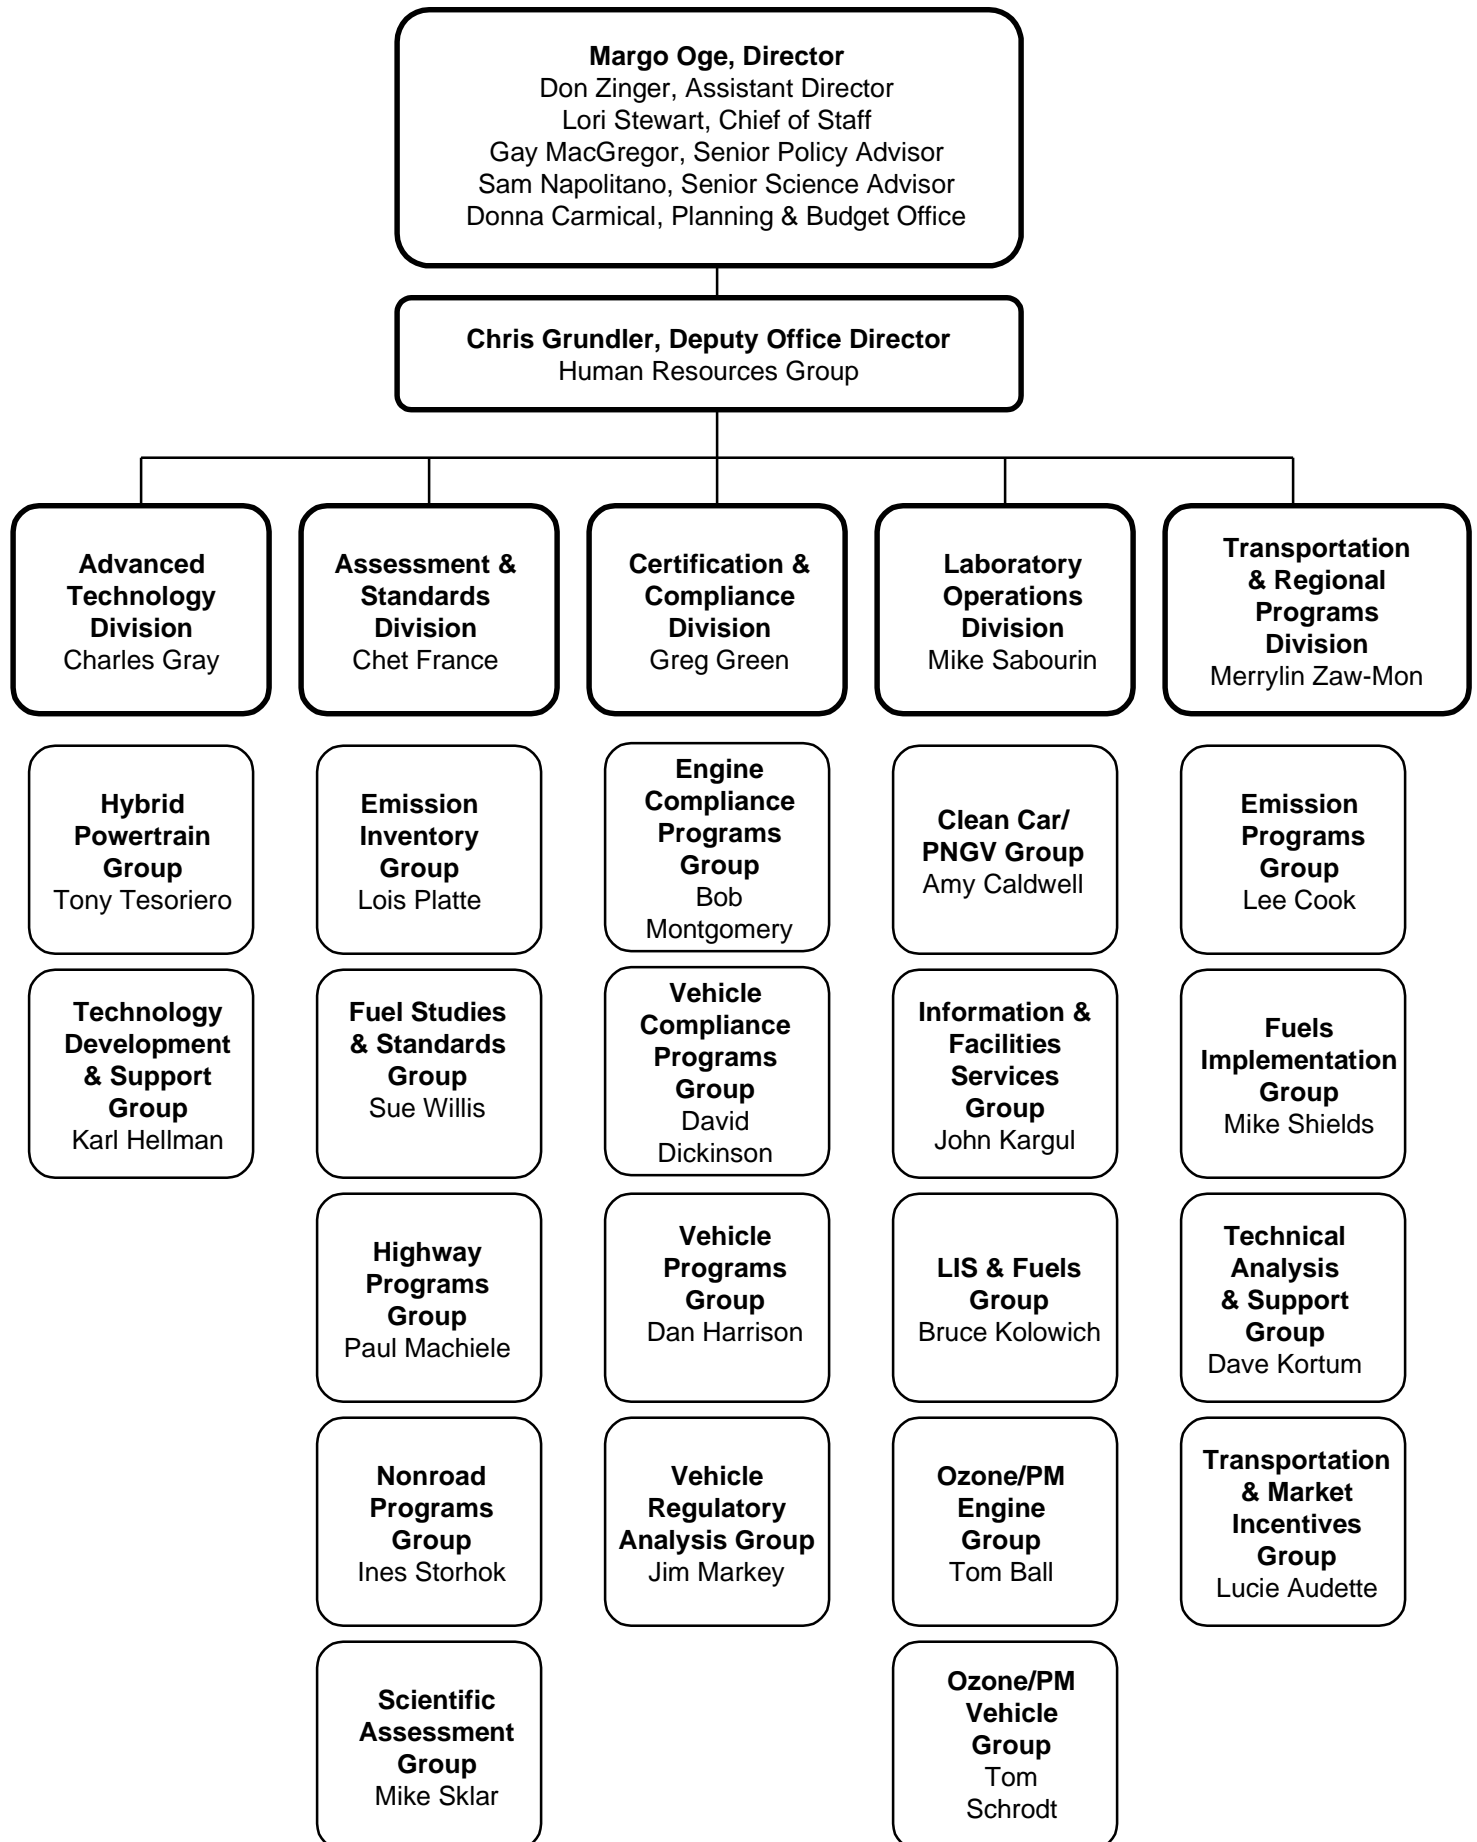 Margo Oge, Director
Don Zinger, Assistant Director
Lori Stewart, Chief of Staff
Gay MacGregor, Senior Policy Advisor
Sam Napolitano, Senior Science Advisor
Donna Carmical, Planning & Budget Office
Chris Grundler, Deputy Office Director
Human Resources Group
Advanced
Technology
Division
Charles Gray
Assessment &
Standards
Division
Chet France
Certification &
Compliance
Division
Greg Green
Laboratory
Operations
Division
Mike Sabourin
Transportation
& Regional
Programs
Division
Merrylin Zaw-Mon
Hybrid
Powertrain
Group
Tony Tesoriero
Emission
Inventory
Group
Lois Platte
Engine
Compliance
Programs
Group
Bob
Montgomery
Clean Car/
PNGV Group
Amy Caldwell
Emission
Programs
Group
Lee Cook
Technology
Development
& Support
Group
Karl Hellman
Fuel Studies
& Standards
Group
Sue Willis
Vehicle
Compliance
Programs
Group
David
Dickinson
Information &
Facilities
Services
Group
John Kargul
Fuels
Implementation
Group
Mike Shields
Highway
Programs
Group
Paul Machiele
Vehicle
Programs
Group
Dan Harrison
LIS & Fuels
Group
Bruce Kolowich
Technical
Analysis
& Support
Group
Dave Kortum
Nonroad
Programs
Group
Ines Storhok
Vehicle
Regulatory
Analysis Group
Jim Markey
Ozone/PM
Engine
Group
Tom Ball
Transportation
& Market
Incentives
Group
Lucie Audette
Scientific
Assessment
Group
Mike Sklar
Ozone/PM
Vehicle
Group
Tom
Schrodt